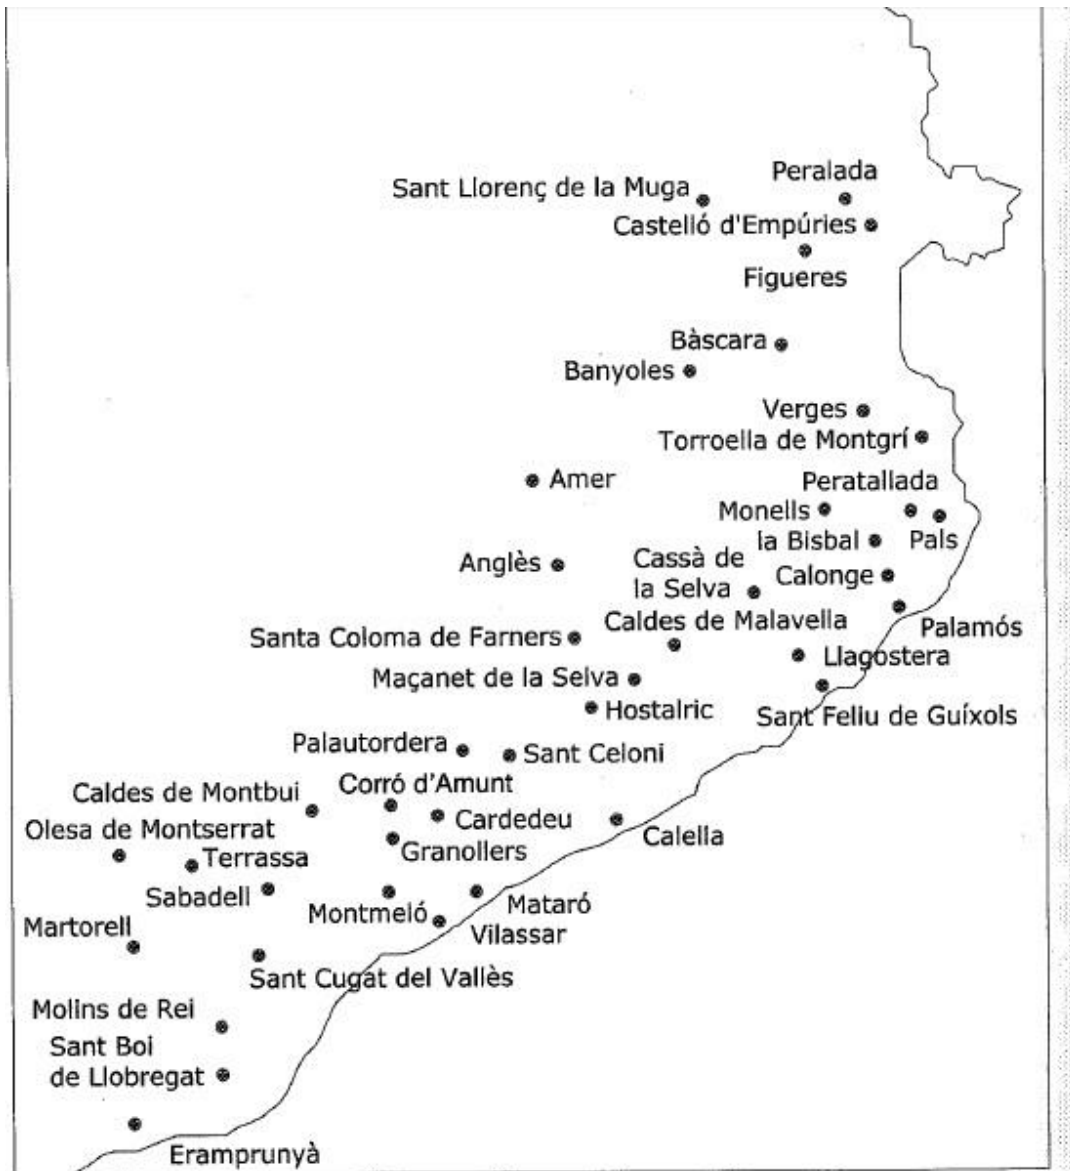 Peralada
Sant Llorenç de la Muga
Castelló d'Empúries
Figueres
Bàscara
Banyoles
Verges
Torroella de Montgrí
Amer
Peratallada
Monells
la Bisbal
Pals
Anglès
Cassà de
la Selva
Calonge
Caldes de Malavella
Palamós
Santa Coloma de Farners
Llagostera
Maçanet de la Selva
Hostalric
Sant Feliu de Guíxols
Palautordera
Sant Celoni
Corró d'Amunt
Caldes de Montbui
Cardedeu
Calella
Olesa de Montserrat
Terrassa
Granollers
Sabadell
Montmeló
Mataró
Martorell
Vilassar
Sant Cugat del Vallès
Molins de Rei
Sant Boi
de Llobregat
Eramprunyà